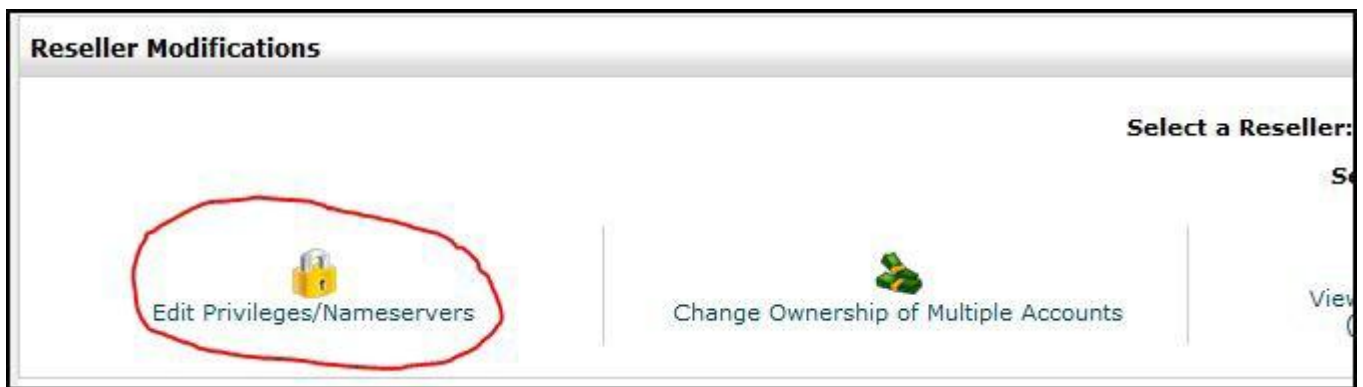 Reseller Modifications
Select a Reseller:
Edit Privileges/Nameservers
Change Ownership of Multiple Accounts